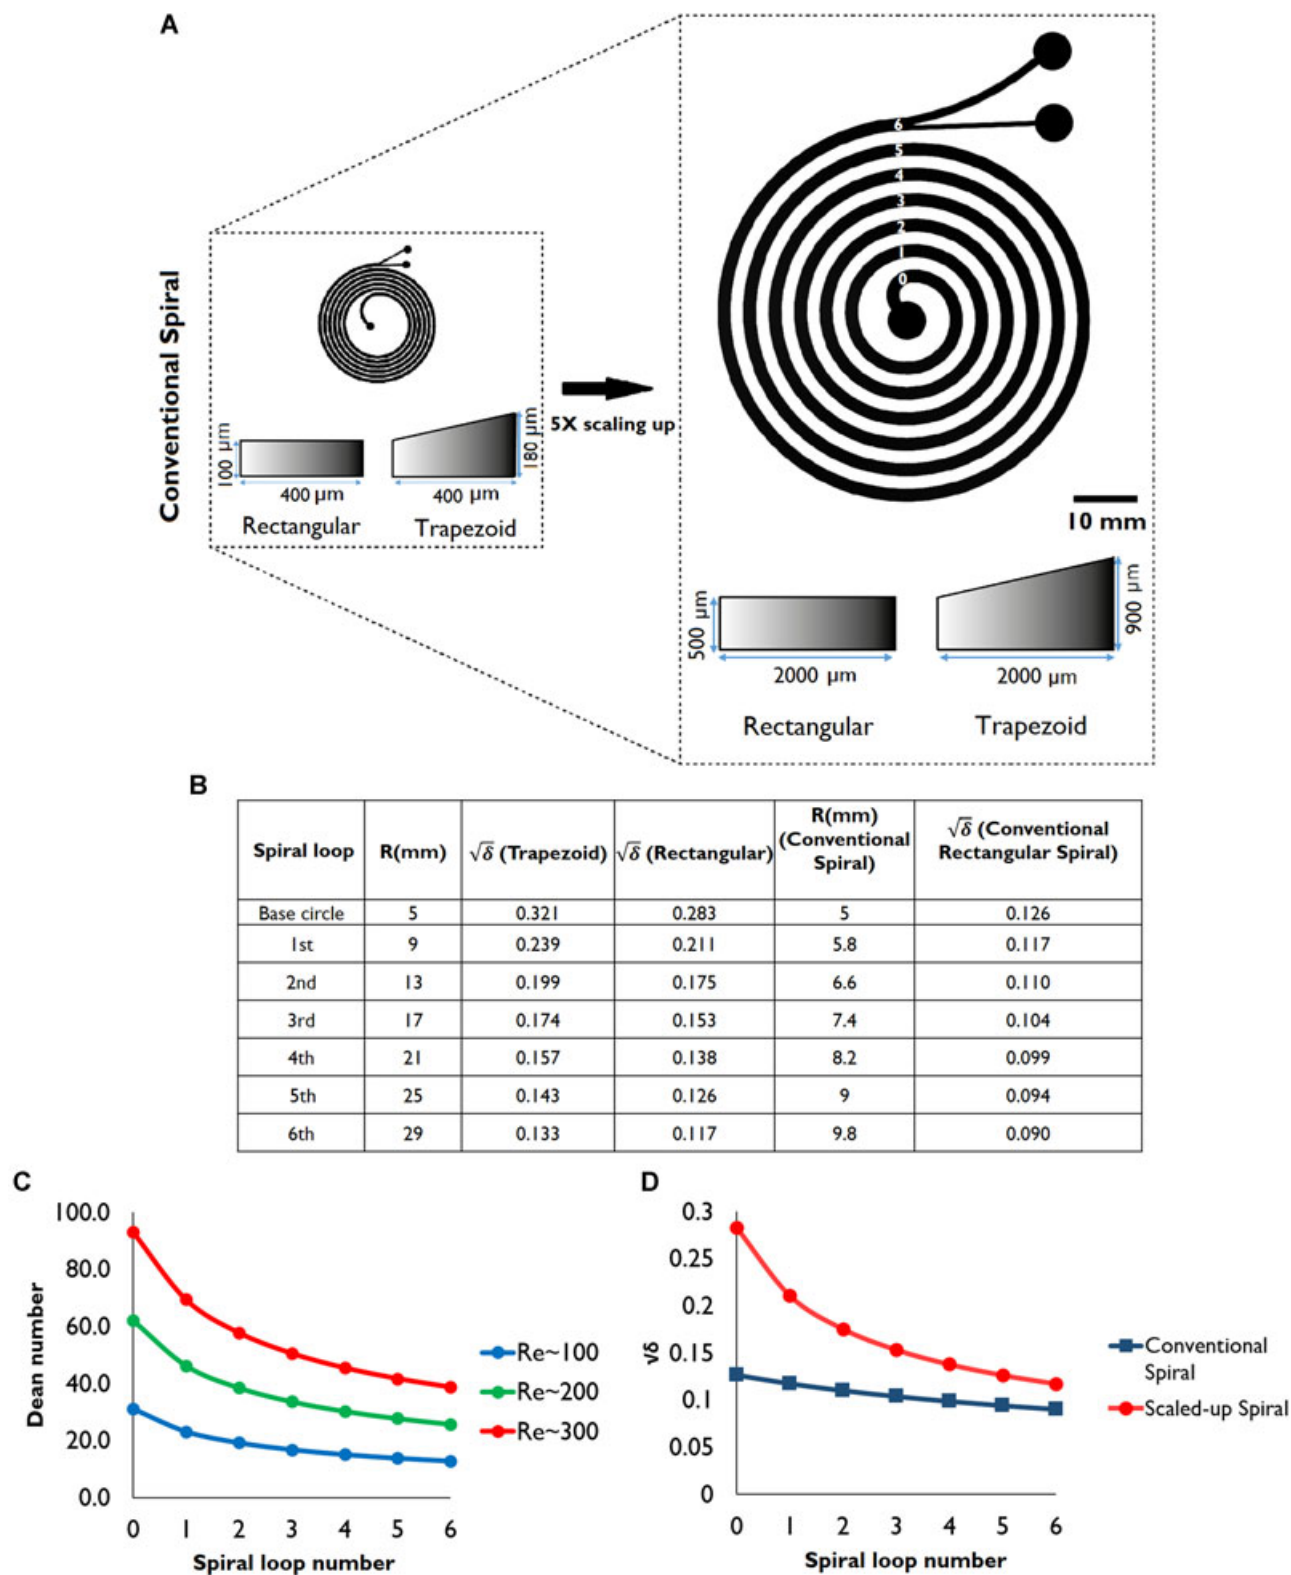 A
Conventional Spiral
100 μm
400 μm
Rectangular
400 μm
180 μm
Trapezoid
5X scaling up
6
5
4
3
2
1
0
10 mm
500 μm
2000 μm
Rectangular
900 μm
2000 μm
Trapezoid
B
Spiral loop R(mm) √δ (Trapezoid) √δ (Rectangular) R(mm) (Conventional Spiral) √δ (Conventional Rectangular Spiral)
Base circle 5 0.321 0.283 5 0.126
1st 9 0.239 0.211 5.8 0.117
2nd 13 0.199 0.175 6.6 0.110
3rd 17 0.174 0.153 7.4 0.104
4th 21 0.157 0.138 8.2 0.099
5th 25 0.143 0.126 9 0.094
6th 29 0.133 0.117 9.8 0.090
C
Dean number
100.0
80.0
60.0
40.0
20.0
0.0
0 1 2 3 4 5 6
Spiral loop number
Re~100
Re~200
Re~300
D
√δ
0.3
0.25
0.2
0.15
0.1
0.05
0
0 1 2 3 4 5 6
Spiral loop number
Conventional
Spiral
Scaled-up Spiral